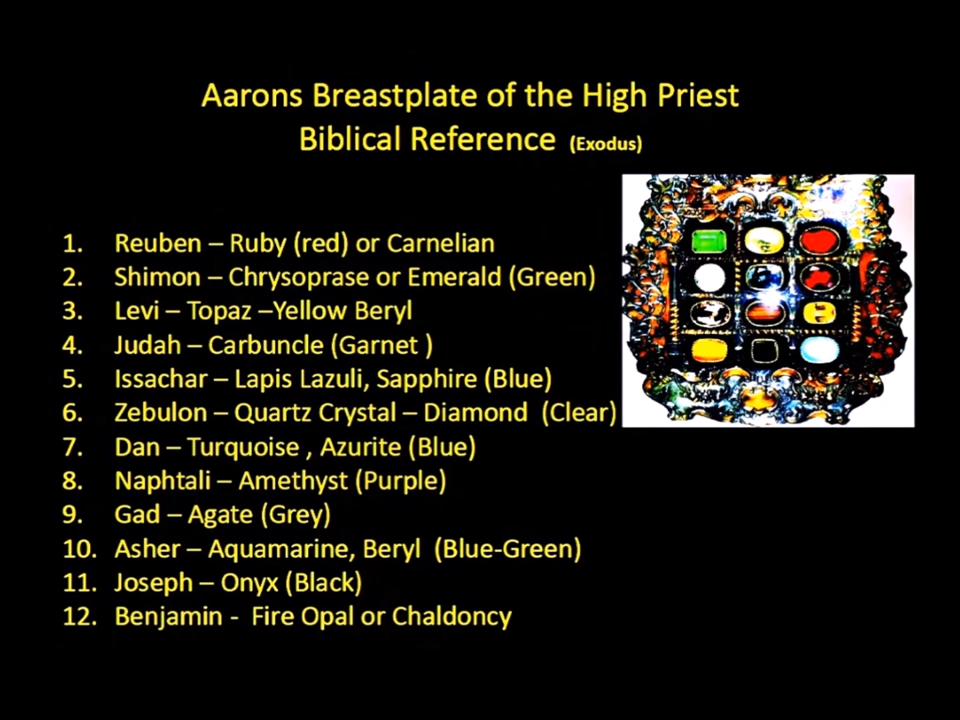 Aarons Breastplate of the High Priest
Biblical Reference (Exodus)
1. Reuben – Ruby (red) or Carnelian
2. Shimon – Chrysoprase or Emerald (Green)
3. Levi – Topaz –Yellow Beryl
4. Judah – Carbuncle (Garnet )
5. Issachar – Lapis Lazuli, Sapphire (Blue)
6. Zebulon – Quartz Crystal – Diamond (Clear)
7. Dan – Turquoise , Azurite (Blue)
8. Naphtali – Amethyst (Purple)
9. Gad – Agate (Grey)
10. Asher – Aquamarine, Beryl (Blue-Green)
11. Joseph – Onyx (Black)
12. Benjamin - Fire Opal or Chaldoncy